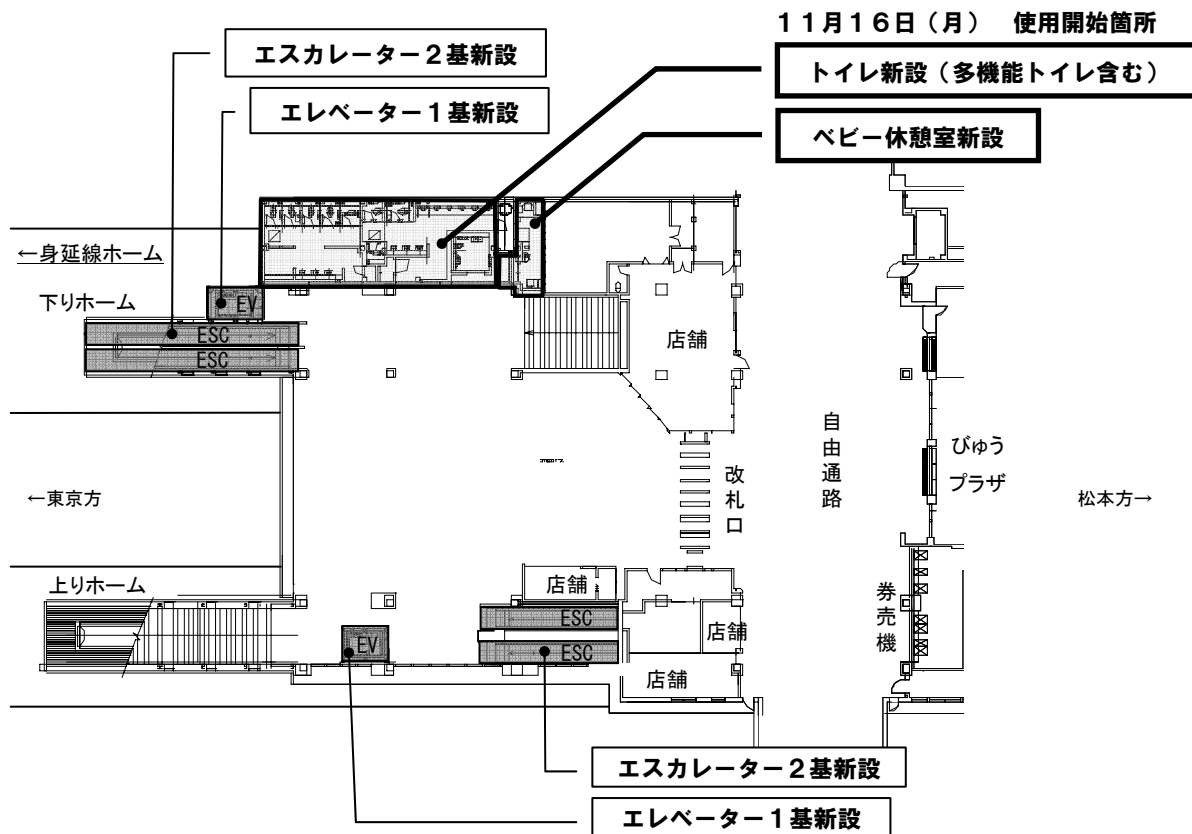 11月16日（月）　使用開始箇所
エスカレーター２基新設
トイレ新設（多機能トイレ含む）
エレベーター１基新設
ベビー休憩室新設
←身延線ホーム
下りホーム
EV
ESC
ESC
店舗
自由通路
改札口
びゅう
プラザ
←東京方
松本方→
上りホーム
店舗
券売機
ESC
EV
ESC
店舗
店舗
エスカレーター２基新設
エレベーター１基新設